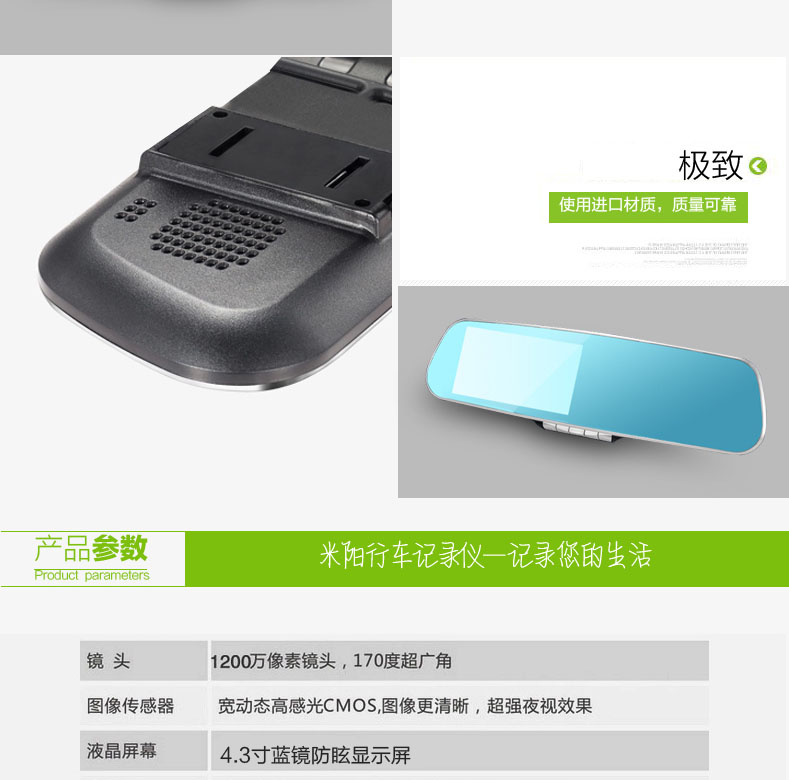 极致
使用进口材质，质量可靠
产品参数
Product parameters
米阳行车记录仪—记录您的生活
镜 头 1200万像素镜头，170度超广角
图像传感器 宽动态高感光CMOS,图像更清晰，超强夜视效果
液晶屏幕 4.3寸蓝镜防眩显示屏